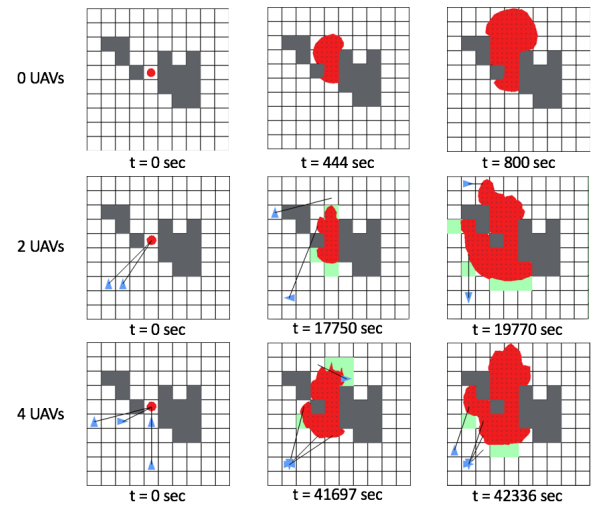 0 UAVs
t = 0 sec
t = 444 sec
t = 800 sec
2 UAVs
t = 0 sec
t = 17750 sec
t = 19770 sec
4 UAVs
t = 0 sec
t = 41697 sec
t = 42336 sec